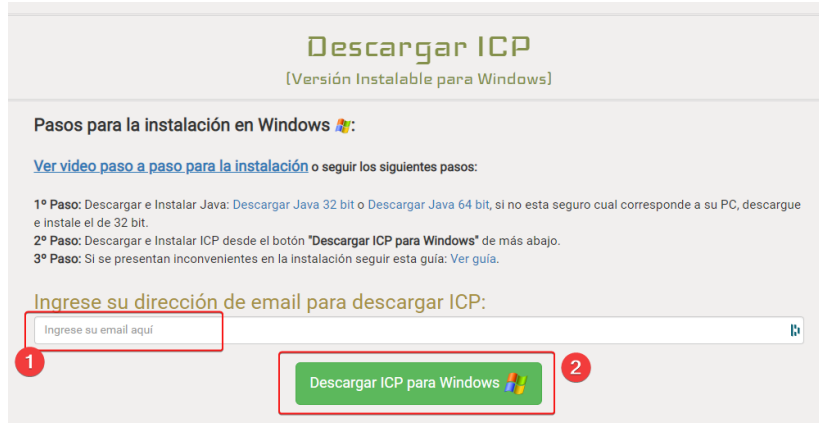 Descargar ICP
(Versión Instalable para Windows)
Pasos para la instalación en Windows :
Ver video paso a paso para la instalación o seguir los siguientes pasos:
1º Paso: Descargar e Instalar Java: Descargar Java 32 bit o Descargar Java 64 bit, si no esta seguro cual corresponde a su PC, descargue
e instale el de 32 bit.
2º Paso: Descargar e Instalar ICP desde el botón "Descargar ICP para Windows" de más abajo.
3º Paso: Si se presentan inconvenientes en la instalación seguir esta guía: Ver guía.
Ingrese su dirección de email para descargar ICP:
Ingrese su email aquí
1
Descargar ICP para Windows
2